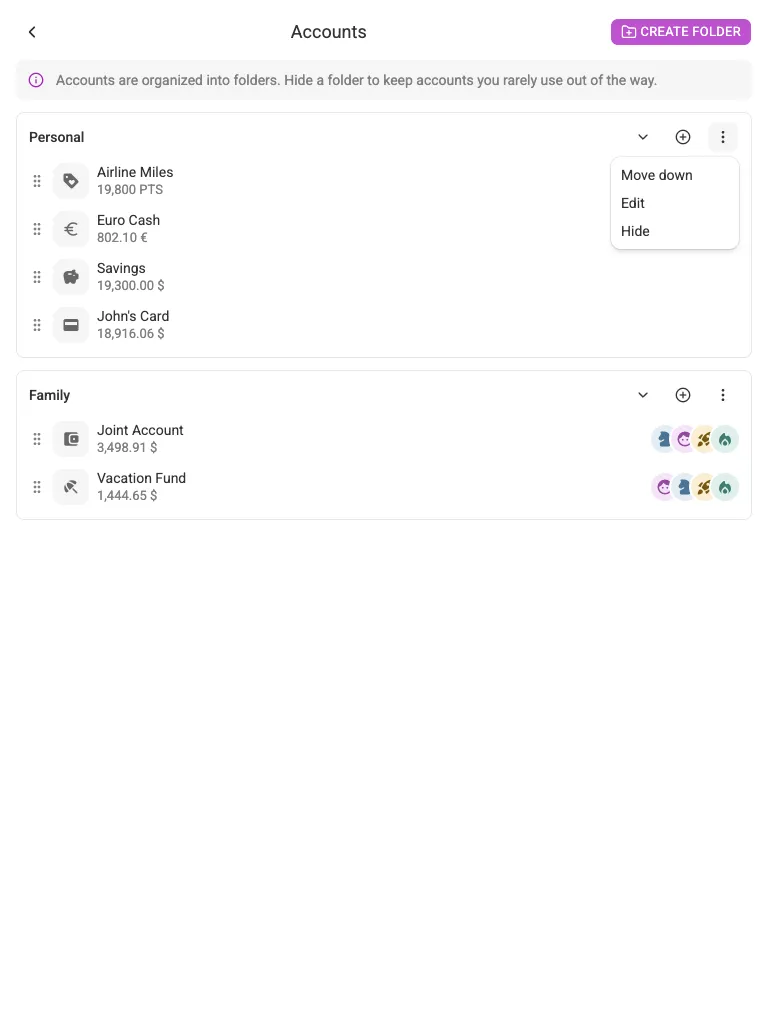 Accounts
CREATE FOLDER
Accounts are organized into folders. Hide a folder to keep accounts you rarely use out of the way.
Personal
Move down
Edit
Hide
Airline Miles
19,800 PTS
Euro Cash
802.10 €
Savings
19,300.00 $
John's Card
18,916.06 $
Family
Joint Account
3,498.91 $
Vacation Fund
1,444.65 $